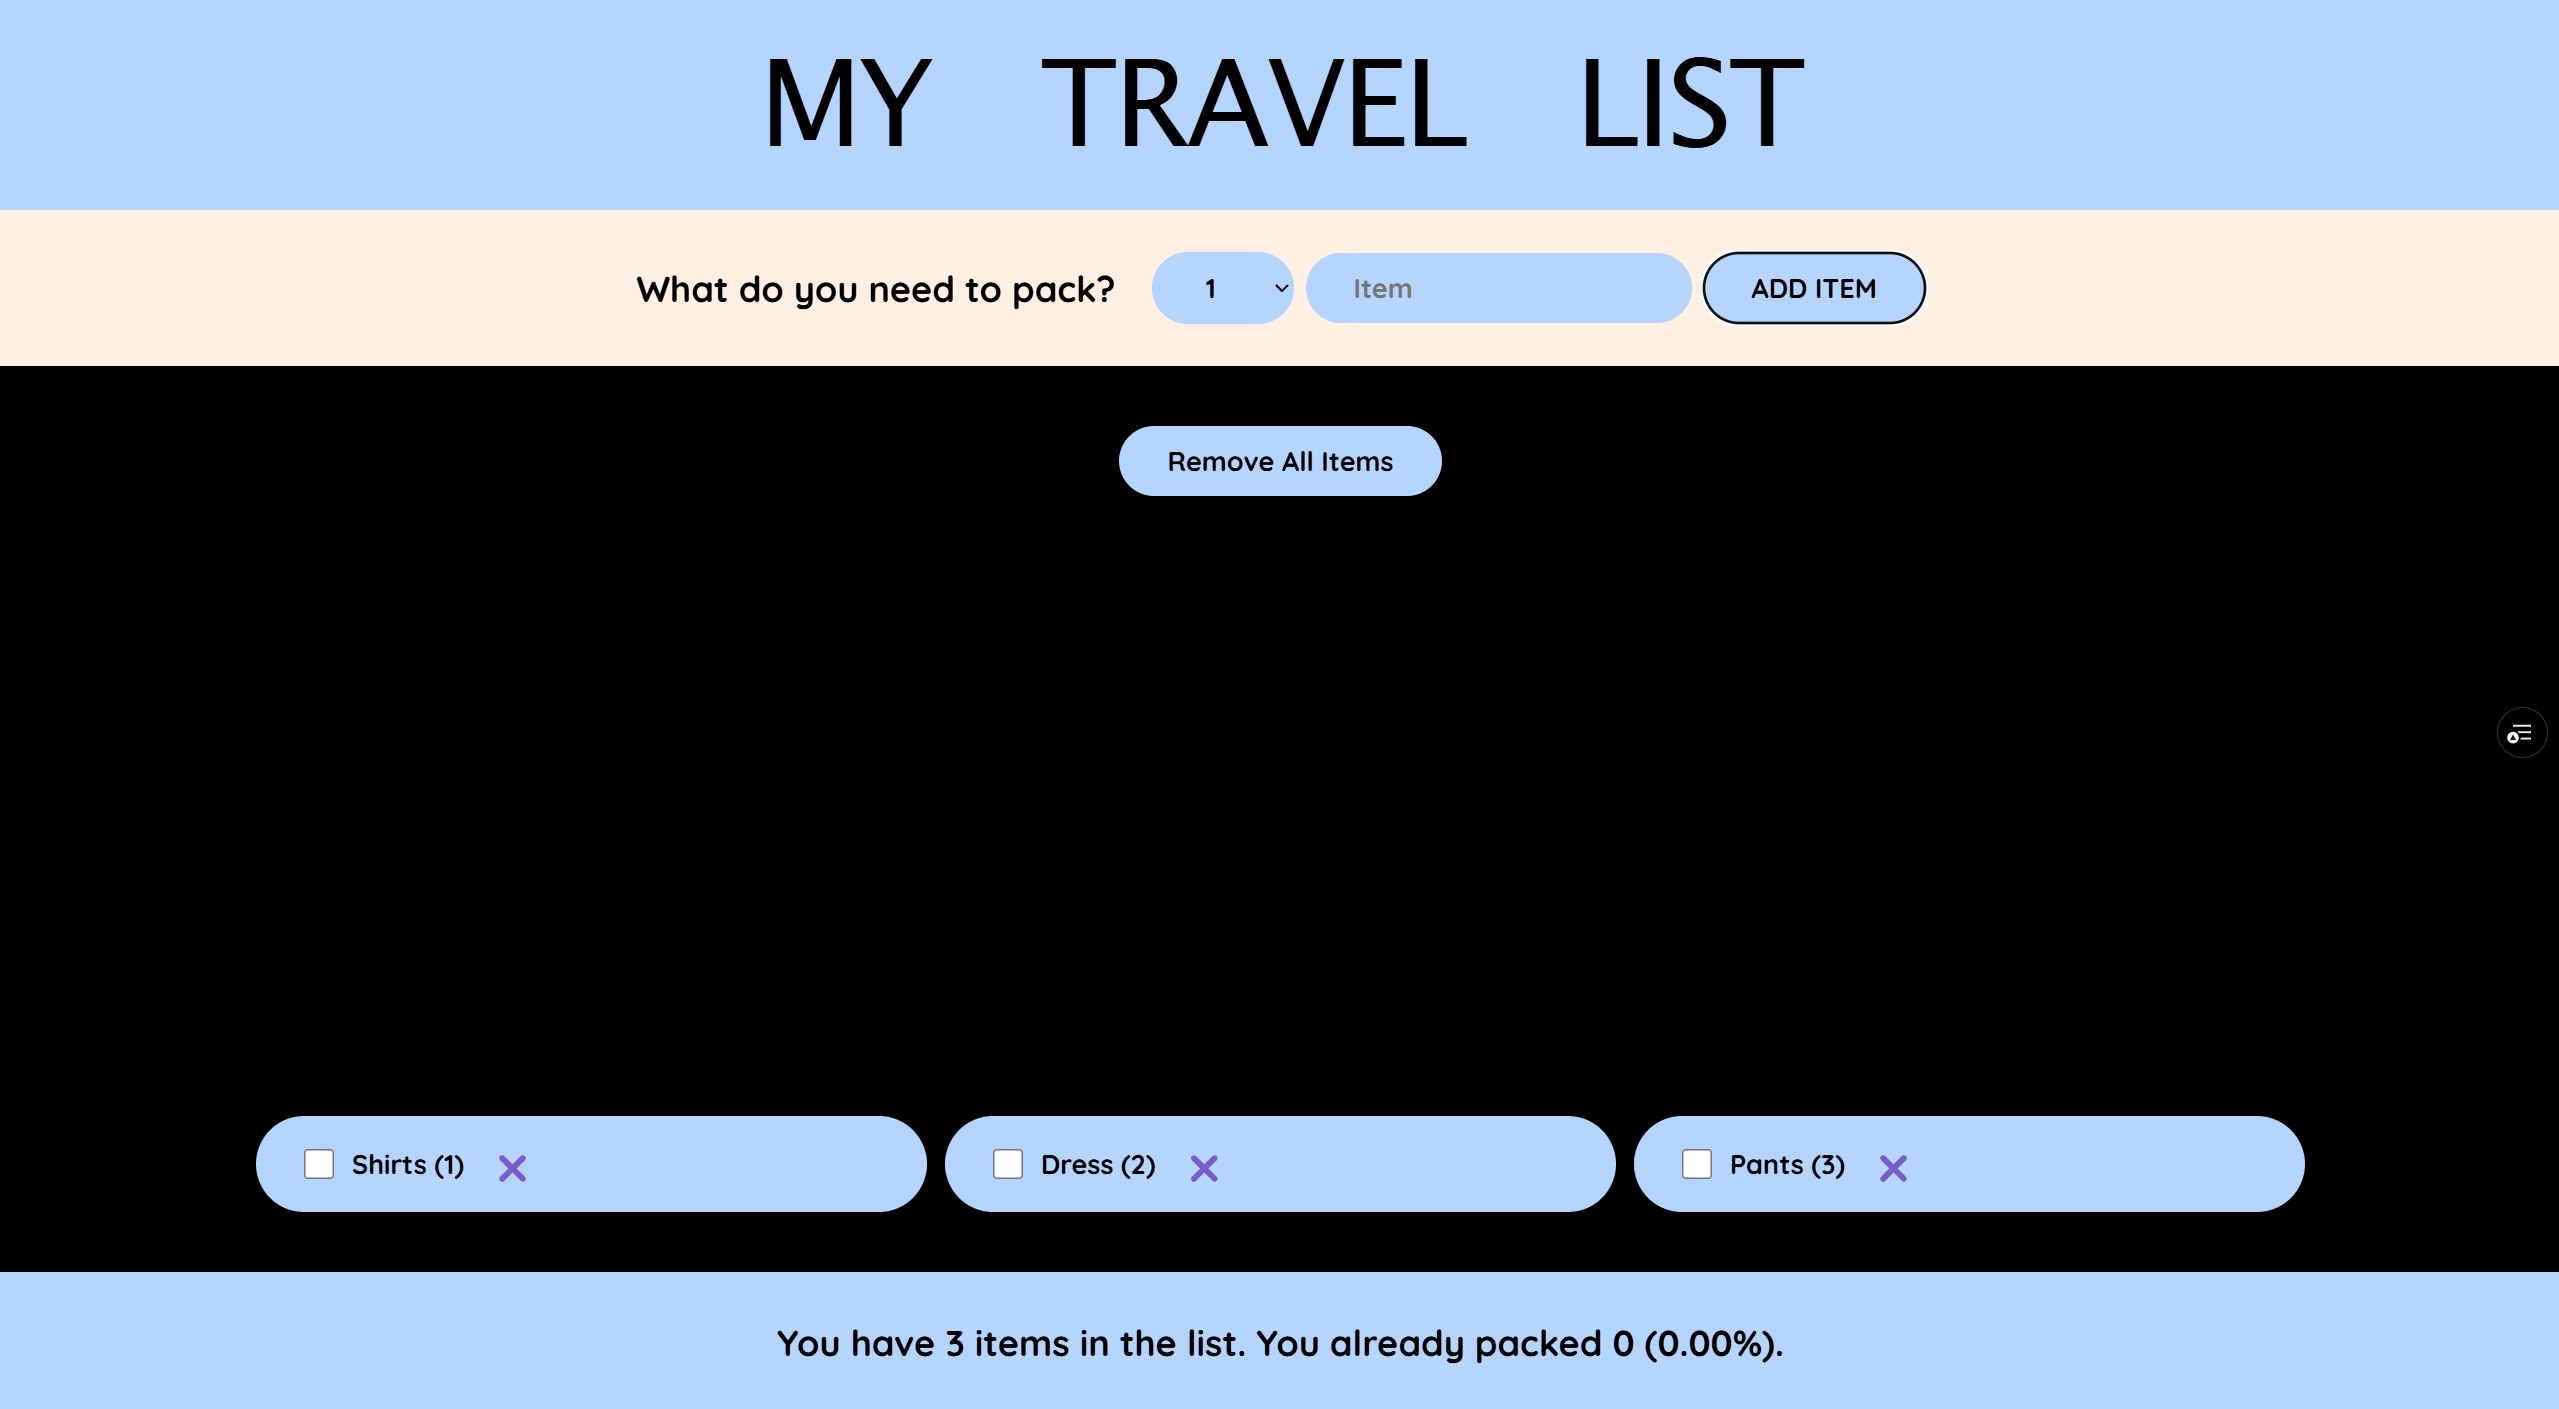 MY TRAVEL LIST
What do you need to pack? 1 Item ADD ITEM
Remove All Items
Shirts (1) Dress (2) Pants (3)
You have 3 items in the list. You already packed 0 (0.00%).